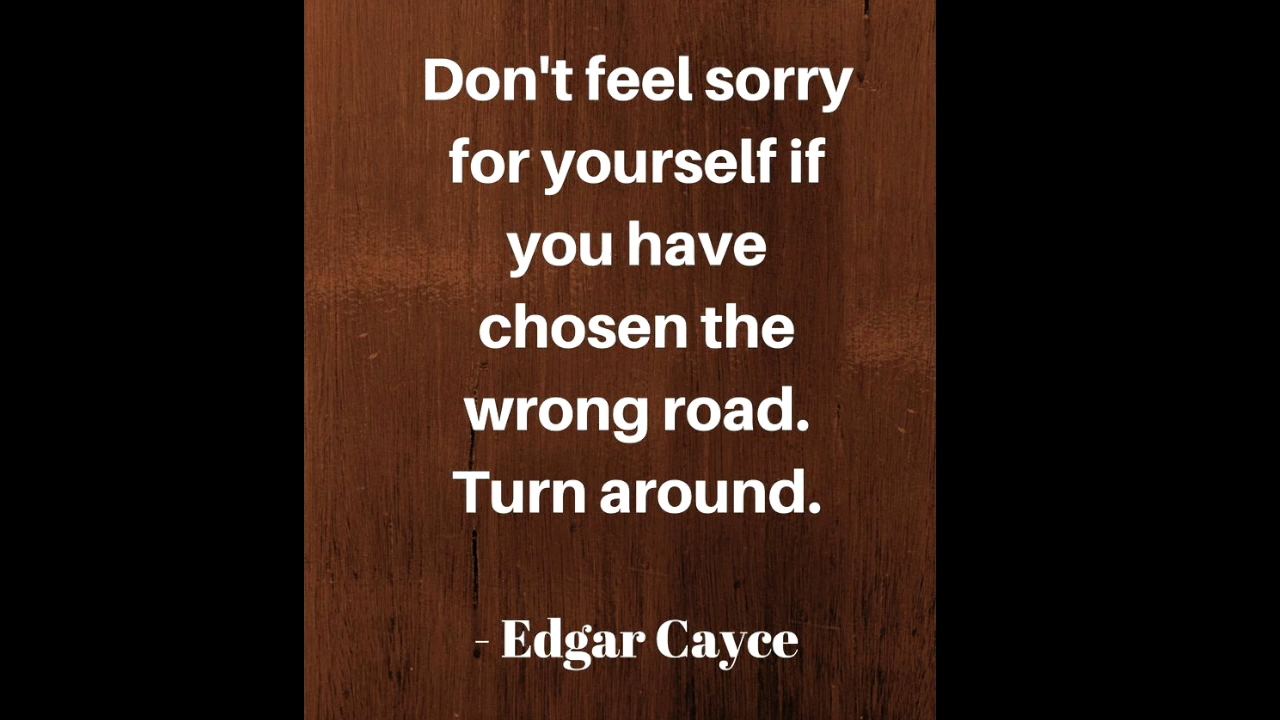 Don't feel sorry
for yourself if
you have
chosen the
wrong road.
Turn around.
- Edgar Cayce